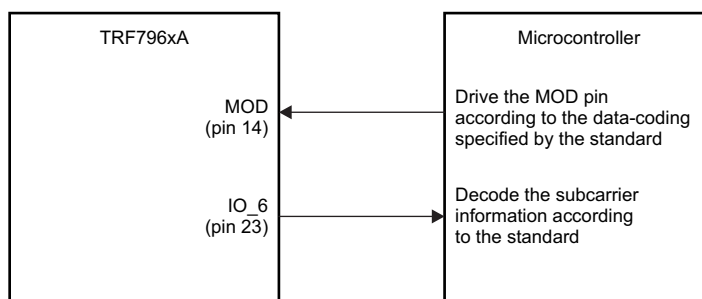 TRF796xA
Microcontroller
MOD
(pin 14)
Drive the MOD pin
according to the data-coding
specified by the standard
IO_6
(pin 23)
Decode the subcarrier
information according
to the standard